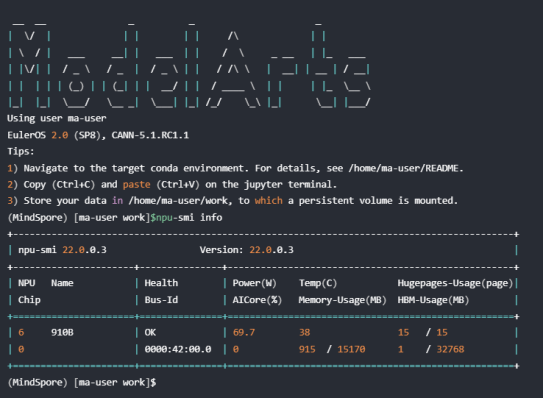 ModelArts
Using user ma-user
EulerOS 2.0 (SP8), CANN-5.1.RC1.1
Tips:
1) Navigate to the target conda environment. For details, see /home/ma-user/README.
2) Copy (Ctrl+C) and paste (Ctrl+V) on the jupyter terminal.
3) Store your data in /home/ma-user/work, to which a persistent volume is mounted.
(MindSpore) [ma-user work]$npu-smi info
| npu-smi 22.0.0.3 Version: 22.0.0.3 |
| NPU Name | Health | Power(W) Temp(C) Hugepages-Usage(page)|
| Chip | Bus-Id | AICore(%) Memory-Usage(MB) HBM-Usage(MB) |
| 6 910B | OK | 69.7 38 15 / 15 |
| 0 | 0000:42:00.0 | 0 915 / 15170 1 / 32768 |
(MindSpore) [ma-user work]$